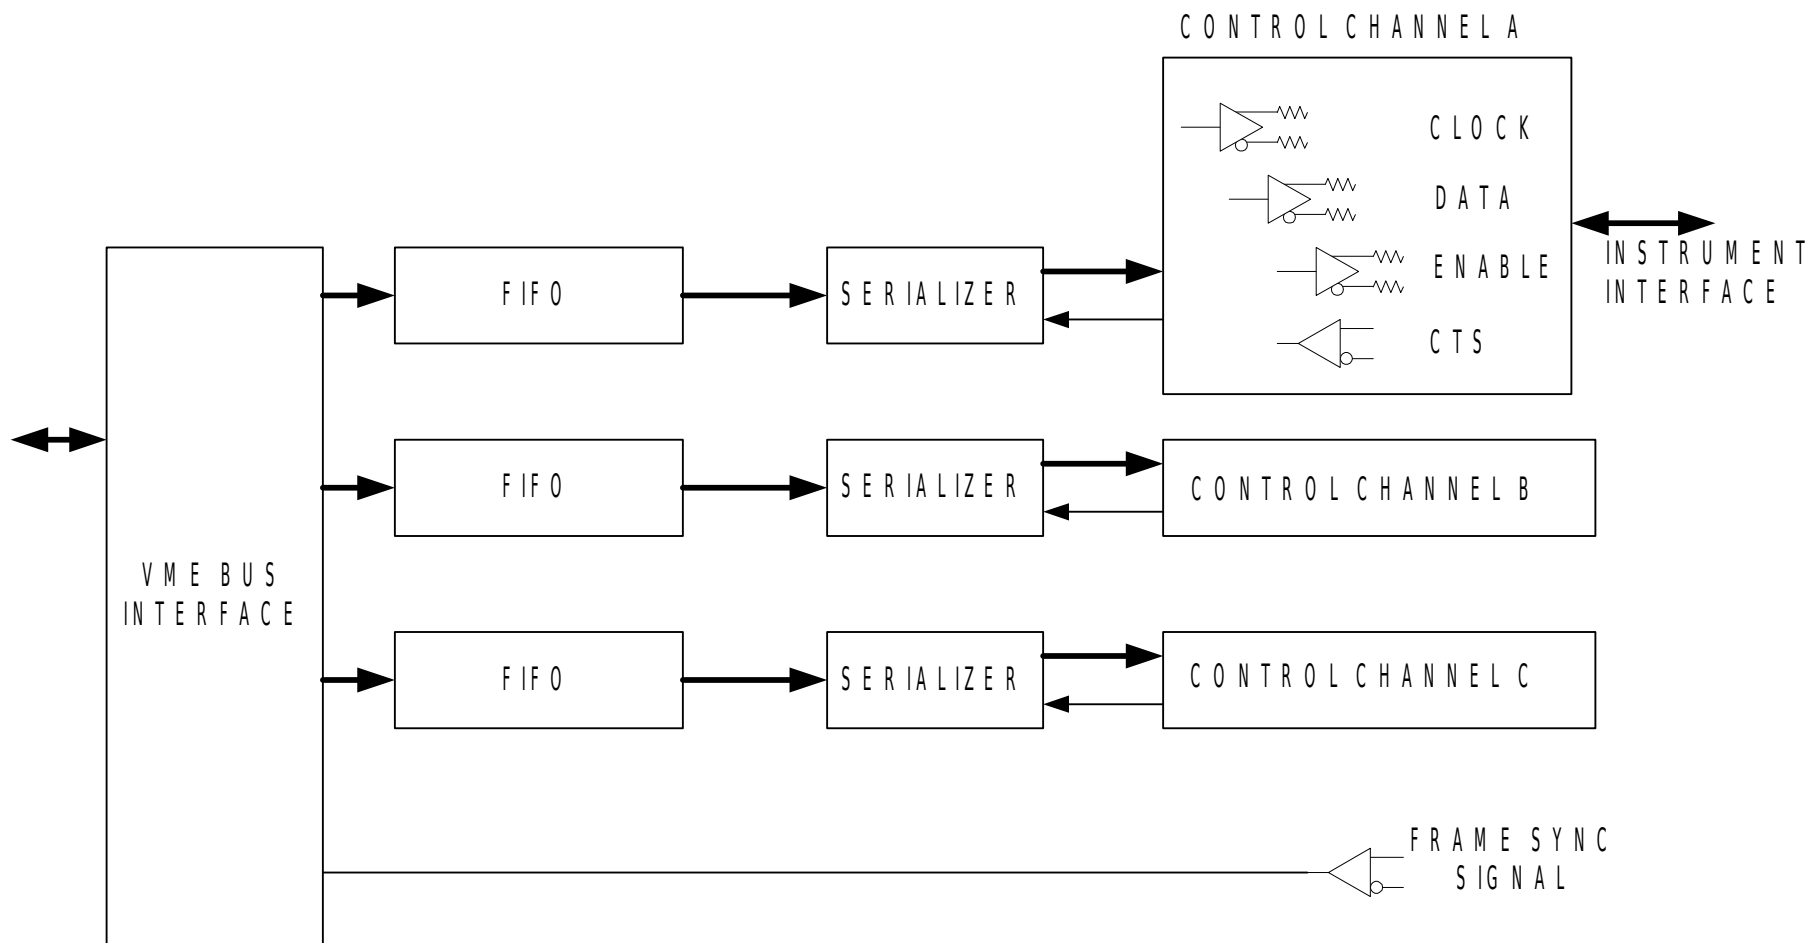 CONTROL CHANNEL A
CLOCK
DATA
ENABLE
CTS
INSTRUMENT
INTERFACE
FIFO
SERIALIZER
FIFO
SERIALIZER
CONTROL CHANNEL B
VME BUS
INTERFACE
FIFO
SERIALIZER
CONTROL CHANNEL C
FRAME SYNC
SIGNAL